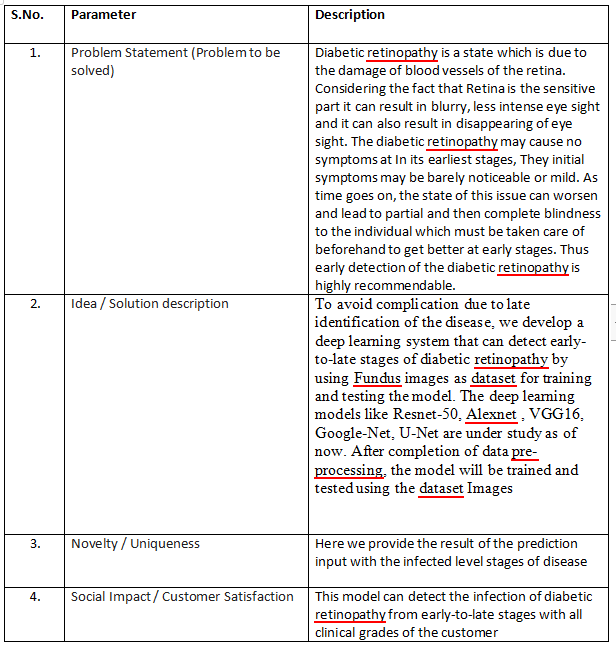 S.No. Parameter Description
1. Problem Statement (Problem to be Diabetic retinopathy is a state which is due to
solved) the damage of blood vessels of the retina.
Considering the fact that Retina is the sensitive
part it can result in blurry, less intense eye sight
and it can also result in disappearing of eye
sight. The diabetic retinopathy may cause no
symptoms at In its earliest stages, They initial
symptoms may be barely noticeable or mild. As
time goes on, the state of this issue can worsen
and lead to partial and then complete blindness
to the individual which must be taken care of
beforehand to get better at early stages. Thus
early detection of the diabetic retinopathy is
highly recommendable.
2. Idea / Solution description To avoid complication due to late
identification of the disease, we develop a
deep learning system that can detect early-
to-late stages of diabetic retinopathy by
using Fundus images as dataset for training
and testing the model. The deep learning
models like Resnet-50, Alexnet , VGG16,
Google-Net, U-Net are under study as of
now. After completion of data pre-
processing, the model will be trained and
tested using the dataset Images
3. Novelty / Uniqueness Here we provide the result of the prediction
input with the infected level stages of disease
4. Social Impact / Customer Satisfaction This model can detect the infection of diabetic
retinopathy from early-to-late stages with all
clinical grades of the customer